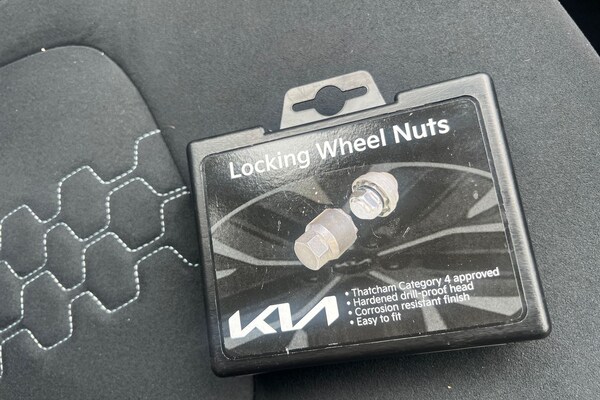 Locking Wheel Nuts
KIA
• Thatcham Category 4 approved
• Hardened drill-proof head
• Corrosion resistant finish
• Easy to fit